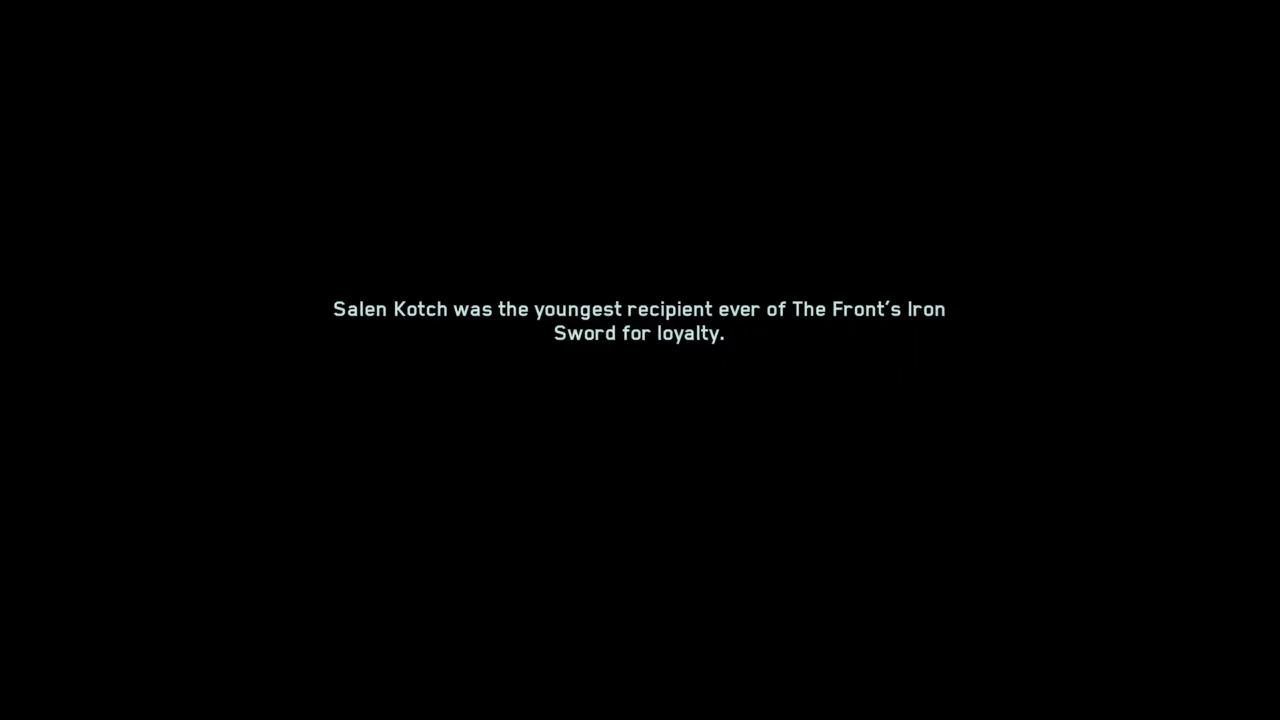 Salen Kotch was the youngest recipient ever of The Front's Iron
Sword for loyalty.